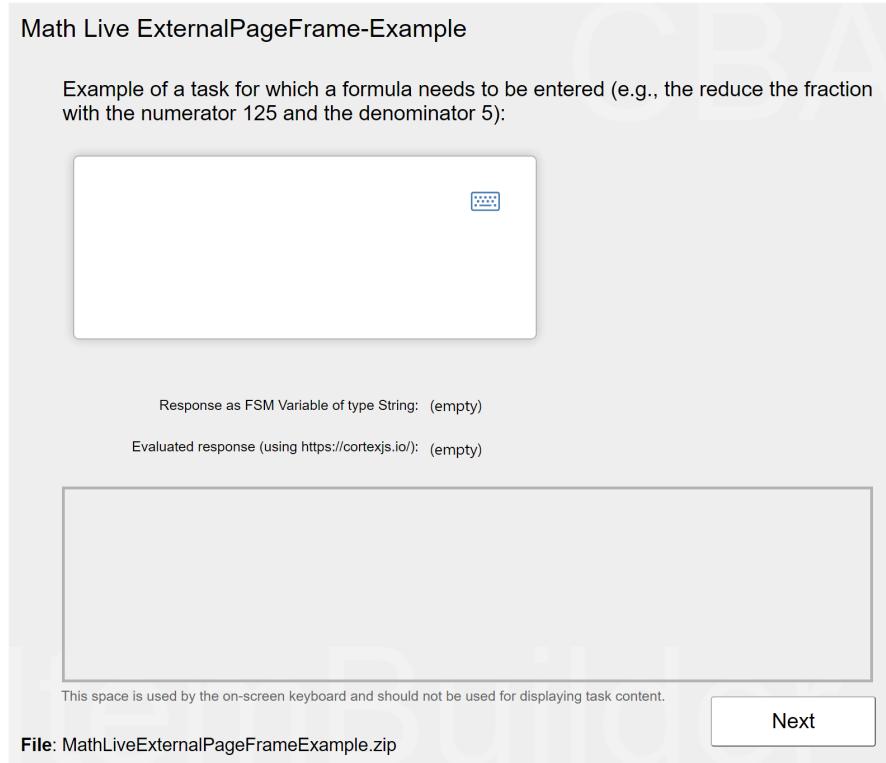 Math Live ExternalPageFrame-Example
Example of a task for which a formula needs to be entered (e.g., the reduce the fraction
with the numerator 125 and the denominator 5):
Response as FSM Variable of type String: (empty)
Evaluated response (using https://cortexjs.io/): (empty)
This space is used by the on-screen keyboard and should not be used for displaying task content.
Next
File: MathLiveExternalPageFrameExample.zip
CBA
ItemBuilder